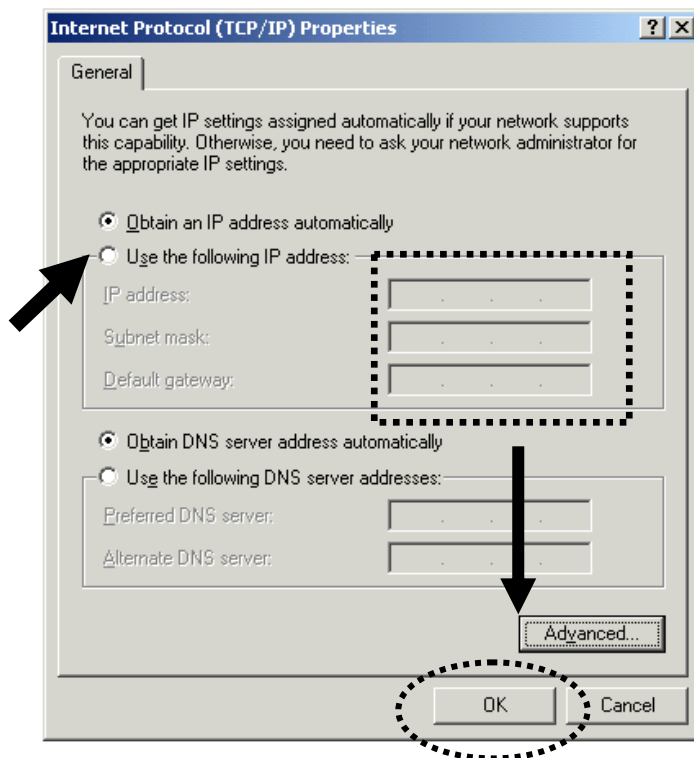 Internet Protocol (TCP/IP) Properties
General
You can get IP settings assigned automatically if your network supports
this capability. Otherwise, you need to ask your network administrator for
the appropriate IP settings.
Obtain an IP address automatically
Use the following IP address:
IP address:
Subnet mask:
Default gateway:
Obtain DNS server address automatically
Use the following DNS server addresses:
Preferred DNS server:
Alternate DNS server:
Advanced...
OK Cancel